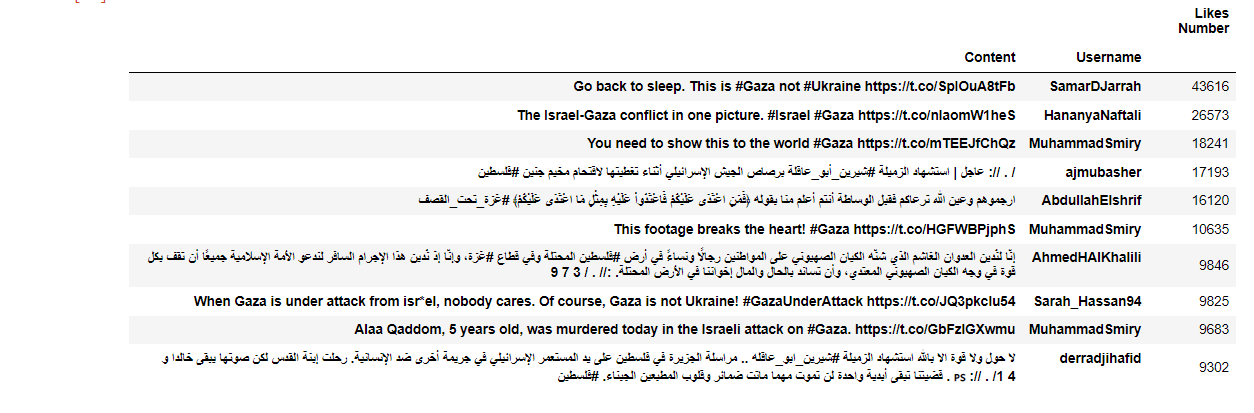 Likes
Number
Content Username
Go back to sleep. This is #Gaza not #Ukraine https://t.co/SplOuA8tFb SamarDJarrah 43616
The Israel-Gaza conflict in one picture. #Israel #Gaza https://t.co/nlaomW1heS HananyaNaftali 26573
You need to show this to the world #Gaza https://t.co/mTEEJfChQz MuhammadSmiry 18241
/ . //: عاجل | استشهاد الزميلة #شيرين_أبو_عاقلة برصاص الجيش الإسرائيلي أثناء تغطيتها لاقتحام مخيم جنين #فلسطين ajmubasher 17193
ارجموهم وعين الله ترعاكم فقبل الوساطة أنتم أعلم منا بقوله ﴿فَمَنِ اعْتَدَىٰ عَلَيْكُمْ فَاعْتَدُوا عَلَيْهِ بِمِثْلِ مَا اعْتَدَىٰ عَلَيْكُمْ﴾ #غزة_تحت_القصف AbdullahElshrif 16120
This footage breaks the heart! #Gaza https://t.co/HGFWBPjphS MuhammadSmiry 10635
إنّا لنُدين العدوان الغاشم الذي شنّه الكيان الصهيوني على المواطنين رجالًا ونساءً في أرض #فلسطين المحتلة وفي قطاع #غزة، وإنّا إذ نُدين هذا الإجرام السافر لندعو الأمة الإسلامية جميعًا أن تقف بكل AhmedHAlKhalili 9846
قوة في وجه الكيان الصهيوني المعتدي، وأن تساند بالحال والمال إخواننا في الأرض المحتلة. :// . / 3 7 9
When Gaza is under attack from isr*el, nobody cares. Of course, Gaza is not Ukraine! #GazaUnderAttack https://t.co/JQ3pkclu54 Sarah_Hassan94 9825
Alaa Qaddom, 5 years old, was murdered today in the Israeli attack on #Gaza. https://t.co/GbFzlGXwmu MuhammadSmiry 9683
لا حول ولا قوة الا بالله استشهاد الزميلة #شيرين_ابو_عاقله .. مراسلة الجزيرة في فلسطين على يد المستعمر الإسرائيلي في جريمة أخرى ضد الإنسانية. رحلت إبنة القدس لكن صوتها يبقى خالدا و derradjihafid 9302
قضيتنا تبقى أبدية واحدة لن تموت مهما ماتت ضمائر وقلوب المطبعين الجبناء. #فلسطين . PS ://  . /1 4